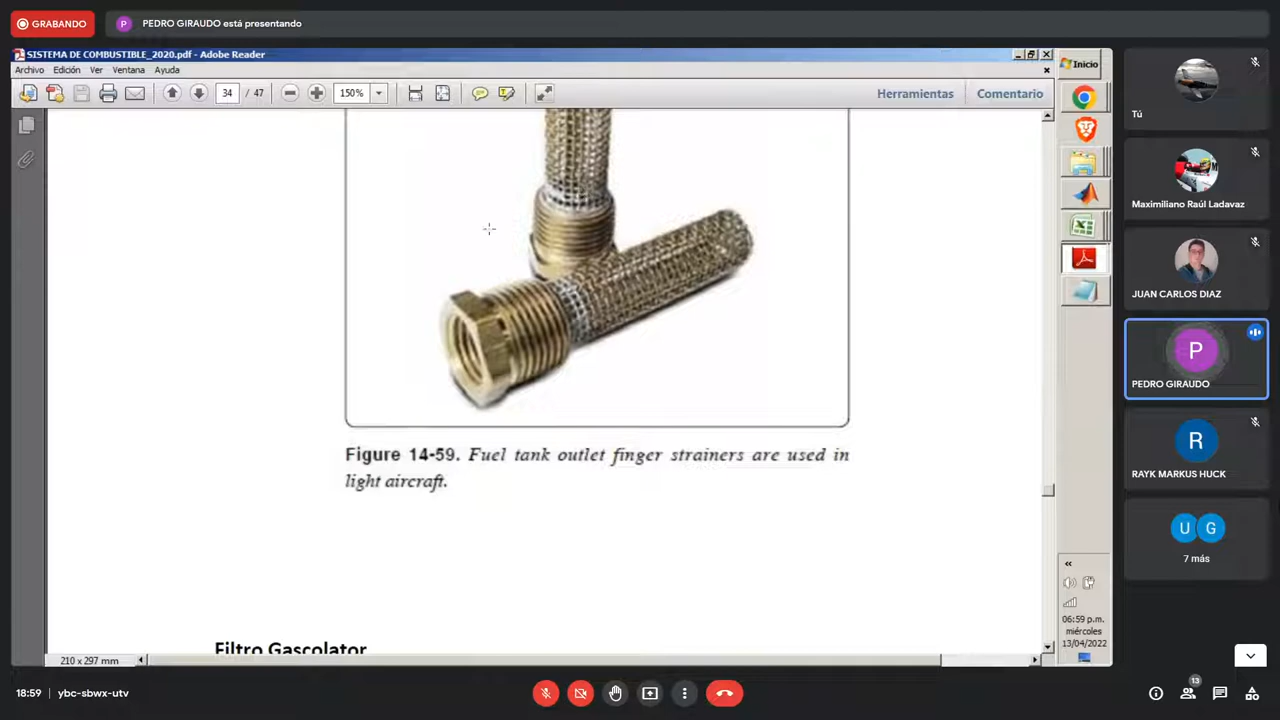 GRABANDO
P PEDRO GIRAUDO está presentando
SISTEMA DE COMBUSTIBLE_2020.pdf - Adobe Reader
Archivo Edición Ver Ventana Ayuda
34 / 47 150% Herramientas Comentario
Figure 14-59. Fuel tank outlet finger strainers are used in
light aircraft.
Filtro Gascolator
210 x 297 mm
Inicio
06:59 p.m.
miércoles
13/04/2022
Tú
Maximiliano Raúl Ladavaz
JUAN CARLOS DIAZ
P
PEDRO GIRAUDO
R
RAYK MARKUS HUCK
U G
7 más
18:59 ybc-sbwx-utv
13